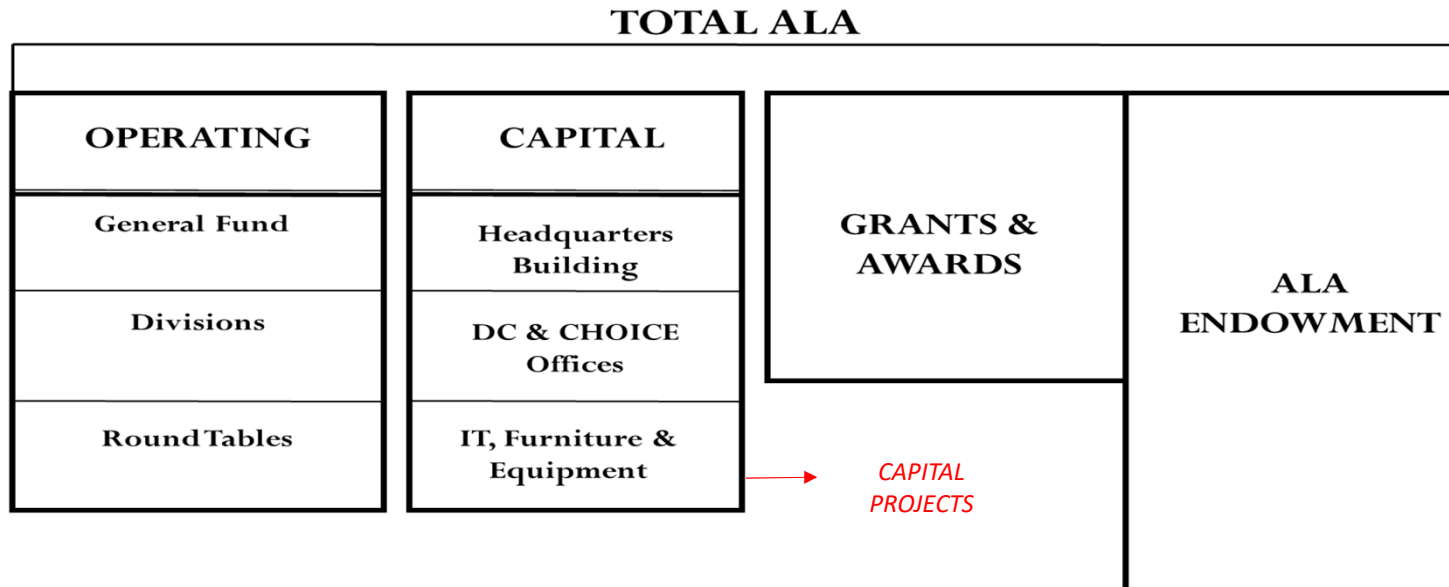 TOTAL ALA
OPERATING
General Fund
Divisions
Round Tables
CAPITAL
Headquarters
Building
DC & CHOICE
Offices
IT, Furniture &
Equipment
CAPITAL
PROJECTS
GRANTS &
AWARDS
ALA
ENDOWMENT